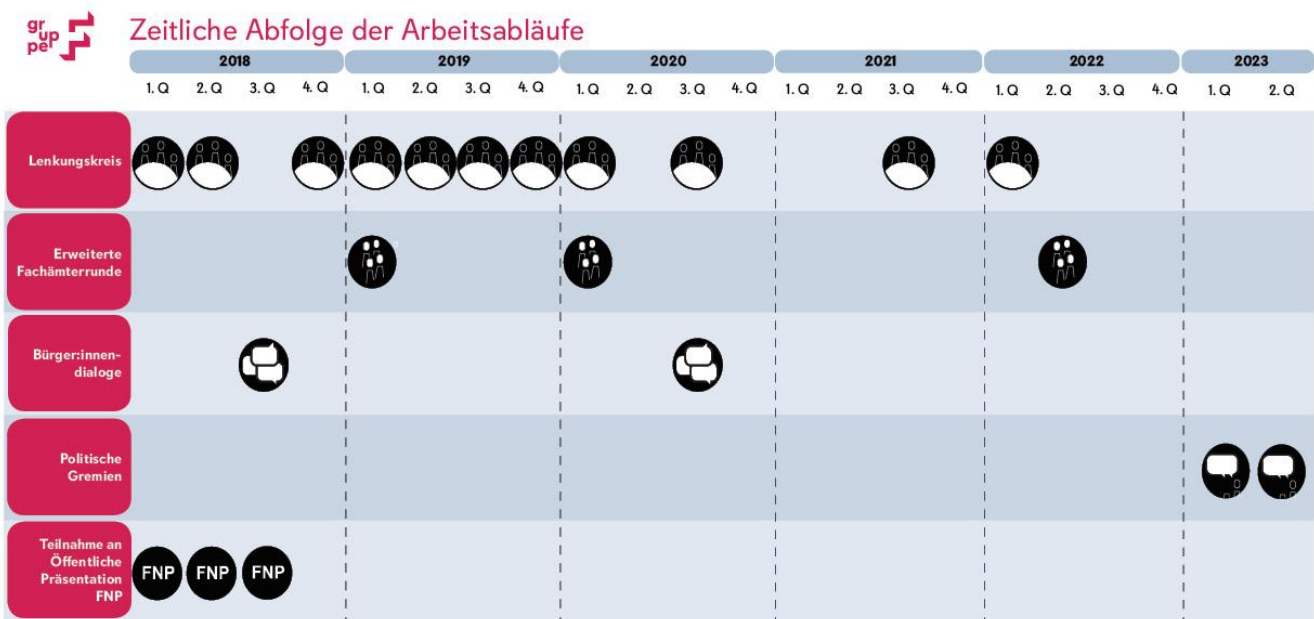 gr
up
per
Zeitliche Abfolge der Arbeitsabläufe
2018 2019 2020 2021 2022 2023
1. Q 2. Q 3. Q 4. Q 1. Q 2. Q 3. Q 4. Q 1. Q 2. Q 3. Q 4. Q 1. Q 2. Q 3. Q 4. Q 1. Q 2. Q 3. Q 4. Q 1. Q 2. Q
Lenkungskreis
Erweiterte
Fachämterrunde
Bürger:innen-
dialoge
Politische
Gremien
Teilnahme an
Öffentliche
Präsentation
FNP
FNP FNP FNP